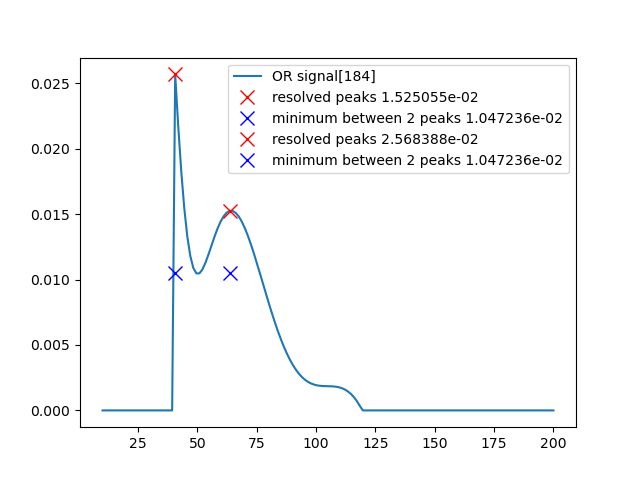 OR signal[184]
resolved peaks 1.525055e-02
minimum between 2 peaks 1.047236e-02
resolved peaks 2.568388e-02
minimum between 2 peaks 1.047236e-02
0.025
0.020
0.015
0.010
0.005
0.000
25 50 75 100 125 150 175 200